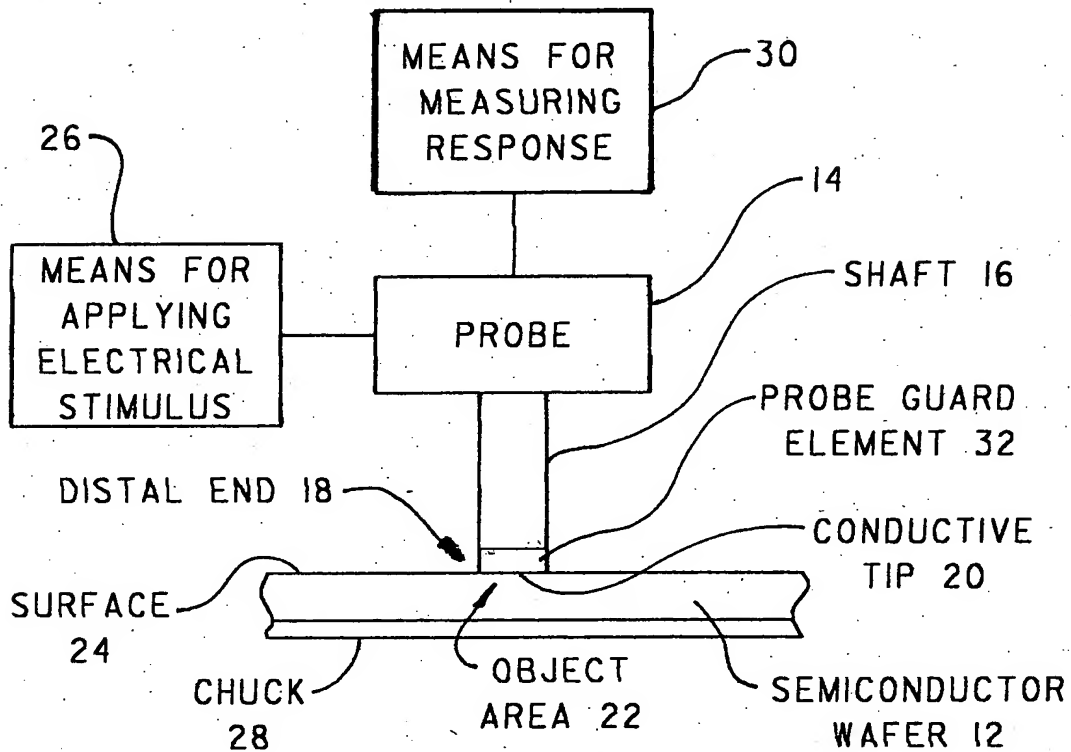 MEANS FOR
MEASURING
RESPONSE
30
26
14
MEANS FOR
APPLYING
ELECTRICAL
STIMULUS
PROBE
SHAFT 16
PROBE GUARD
ELEMENT 32
DISTAL END 18
CONDUCTIVE
TIP 20
SURFACE
24
CHUCK
28
OBJECT
AREA 22
SEMICONDUCTOR
WAFER 12